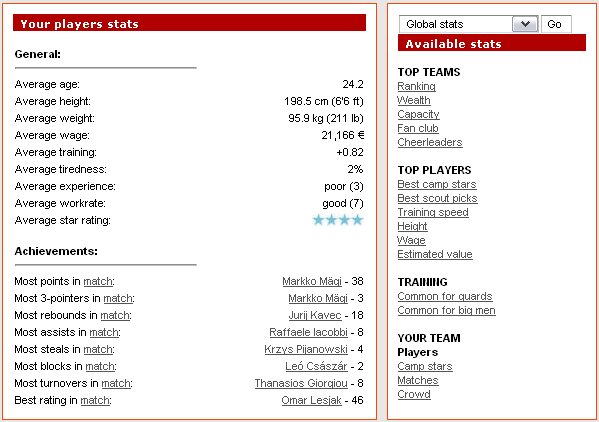 Your players stats
General:
Average age: 24.2
Average height: 198.5 cm (6'6 ft)
Average weight: 95.9 kg (211 lb)
Average wage: 21,166 €
Average training: +0.82
Average tiredness: 2%
Average experience: poor (3)
Average workrate: good (7)
Average star rating:
Achievements:
Most points in match: Markko Mägi - 38
Most 3-pointers in match: Markko Mägi - 3
Most rebounds in match: Jurij Kavec - 18
Most assists in match: Raffaele Iacobbi - 8
Most steals in match: Krzys Pijanowski - 4
Most blocks in match: Leó Császár - 2
Most turnovers in match: Thanasios Giorgiou - 8
Best rating in match: Omar Lesjak - 46
Global stats Go
Available stats
TOP TEAMS
Ranking
Wealth
Capacity
Fan club
Cheerleaders
TOP PLAYERS
Best camp stars
Best scout picks
Training speed
Height
Wage
Estimated value
TRAINING
Common for guards
Common for big men
YOUR TEAM
Players
Camp stars
Matches
Crowd